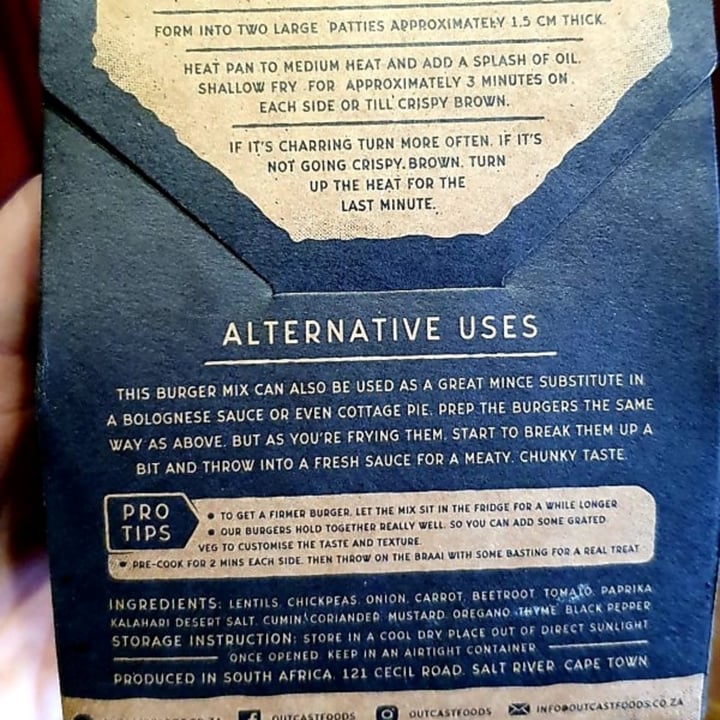 FORM INTO TWO LARGE PATTIES APPROXIMATELY 1.5 CM THICK.
HEAT PAN TO MEDIUM HEAT AND ADD A SPLASH OF OIL.
SHALLOW FRY FOR APPROXIMATELY 3 MINUTES ON
EACH SIDE OR TILL CRISPY BROWN.
IF IT'S CHARRING TURN MORE OFTEN. IF IT'S
NOT GOING CRISPY BROWN, TURN
UP THE HEAT FOR THE
LAST MINUTE.
ALTERNATIVE USES
THIS BURGER MIX CAN ALSO BE USED AS A GREAT MINCE SUBSTITUTE IN
A BOLOGNESE SAUCE OR EVEN COTTAGE PIE. PREP THE BURGERS THE SAME
WAY AS ABOVE, BUT AS YOU'RE FRYING THEM, START TO BREAK THEM UP A
BIT AND THROW INTO A FRESH SAUCE FOR A MEATY, CHUNKY TASTE.
PRO
TIPS
• TO GET A FIRMER BURGER, LET THE MIX SIT IN THE FRIDGE FOR A WHILE LONGER
• OUR BURGERS HOLD TOGETHER REALLY WELL, SO YOU CAN ADD SOME GRATED
VEG TO CUSTOMISE THE TASTE AND TEXTURE.
• PRE-COOK FOR 2 MINS EACH SIDE, THEN THROW ON THE BRAAI WITH SOME BASTING FOR A REAL TREAT
INGREDIENTS: LENTILS, CHICKPEAS, ONION, CARROT, BEETROOT, TOMATO, PAPRIKA
KALAHARI DESERT SALT, CUMIN, CORIANDER, MUSTARD, OREGANO, THYME, BLACK PEPPER
STORAGE INSTRUCTION: STORE IN A COOL DRY PLACE OUT OF DIRECT SUNLIGHT
ONCE OPENED, KEEP IN AN AIRTIGHT CONTAINER
PRODUCED IN SOUTH AFRICA, 121 CECIL ROAD, SALT RIVER, CAPE TOWN
OUTCASTFOODS OUTCASTFOODS INFO@OUTCASTFOODS.CO.ZA